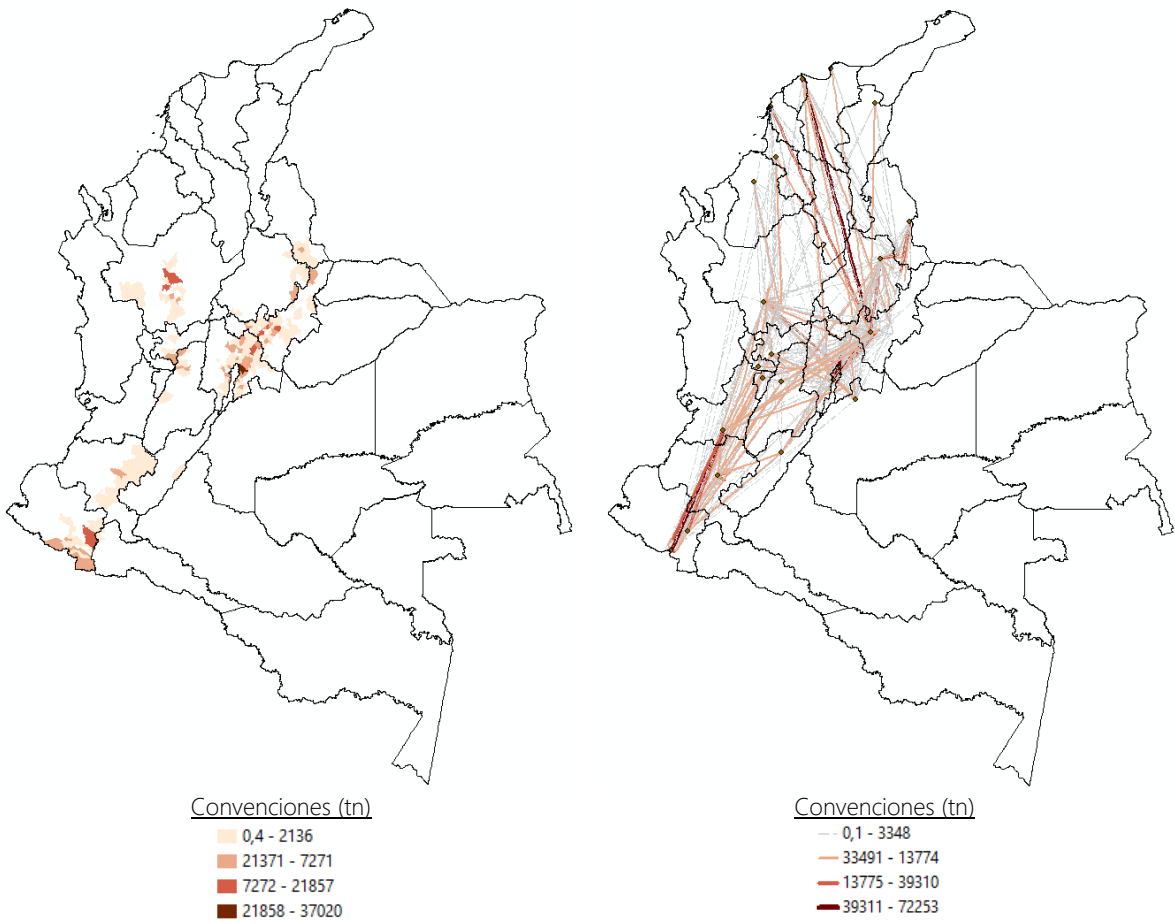 Convenciones (tn)
0,4 - 2136
21371 - 7271
7272 - 21857
21858 - 37020
Convenciones (tn)
0,1 - 3348
33491 - 13774
13775 - 39310
39311 - 72253